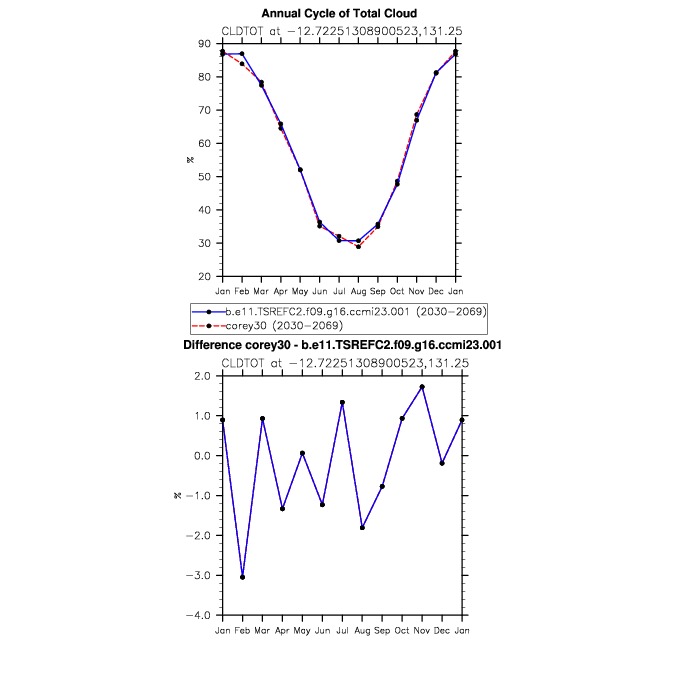 Annual Cycle of Total Cloud
CLDTOT at −12.72251308900523,131.25
90
80
70
60
50
40
30
20
%
Jan Feb Mar Apr May Jun Jul Aug Sep Oct Nov Dec Jan
b.e11.TSREFC2.f09.g16.ccmi23.001 (2030−2069)
corey30 (2030−2069)
Difference corey30 - b.e11.TSREFC2.f09.g16.ccmi23.001
CLDTOT at −12.72251308900523,131.25
2.0
1.0
0.0
−1.0
−2.0
−3.0
−4.0
%
Jan Feb Mar Apr May Jun Jul Aug Sep Oct Nov Dec Jan